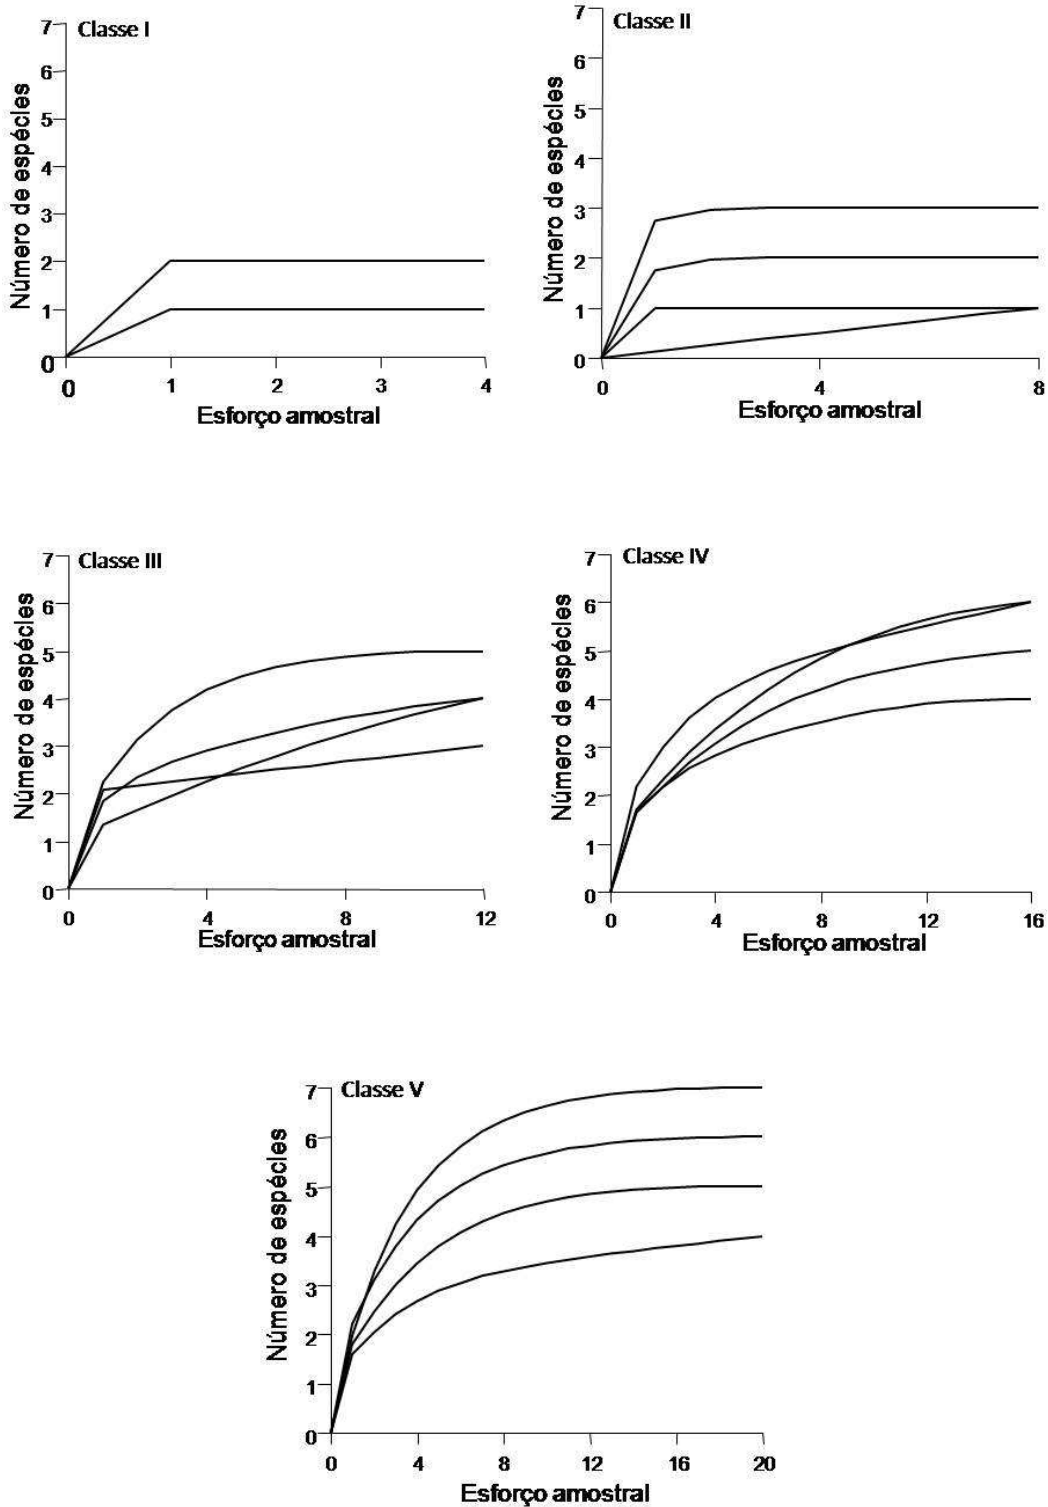 Classe I
Número de espécies
7
6
5
4
3
2
1
0
0 1 2 3 4
Esforço amostral
Classe II
Número de espécies
7
6
5
4
3
2
1
0
0 4 8
Esforço amostral
Classe III
Número de espécies
7
6
5
4
3
2
1
0
0 4 8 12
Esforço amostral
Classe IV
Número de espécies
7
6
5
4
3
2
1
0
0 4 8 12 16
Esforço amostral
Classe V
Número de espécies
7
6
5
4
3
2
1
0
0 4 8 12 16 20
Esforço amostral